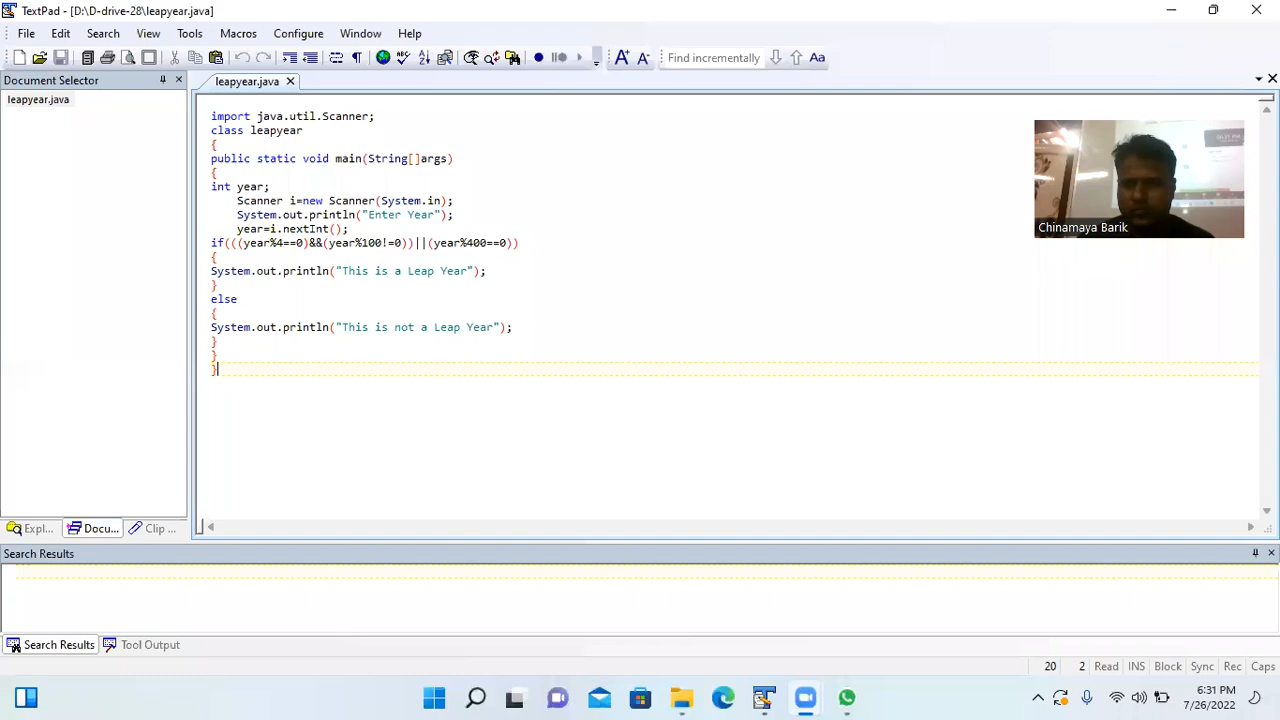 TextPad - [D:\D-drive-28\leapyear.java]
File Edit Search View Tools Macros Configure Window Help
Find incrementally Aa
Document Selector
leapyear.java
leapyear.java
import java.util.Scanner;
class leapyear
{
public static void main(String[]args)
{
int year;
Scanner i=new Scanner(System.in);
System.out.println("Enter Year");
year=i.nextInt();
if(((year%4==0)&&(year%100!=0))||(year%400==0))
{
System.out.println("This is a Leap Year");
}
else
{
System.out.println("This is not a Leap Year");
}
}
}
Chinamaya Barik
Expl... Docu... Clip ...
Search Results
Search Results Tool Output
20 2 Read INS Block Sync Rec Caps
6:31 PM
7/26/2022